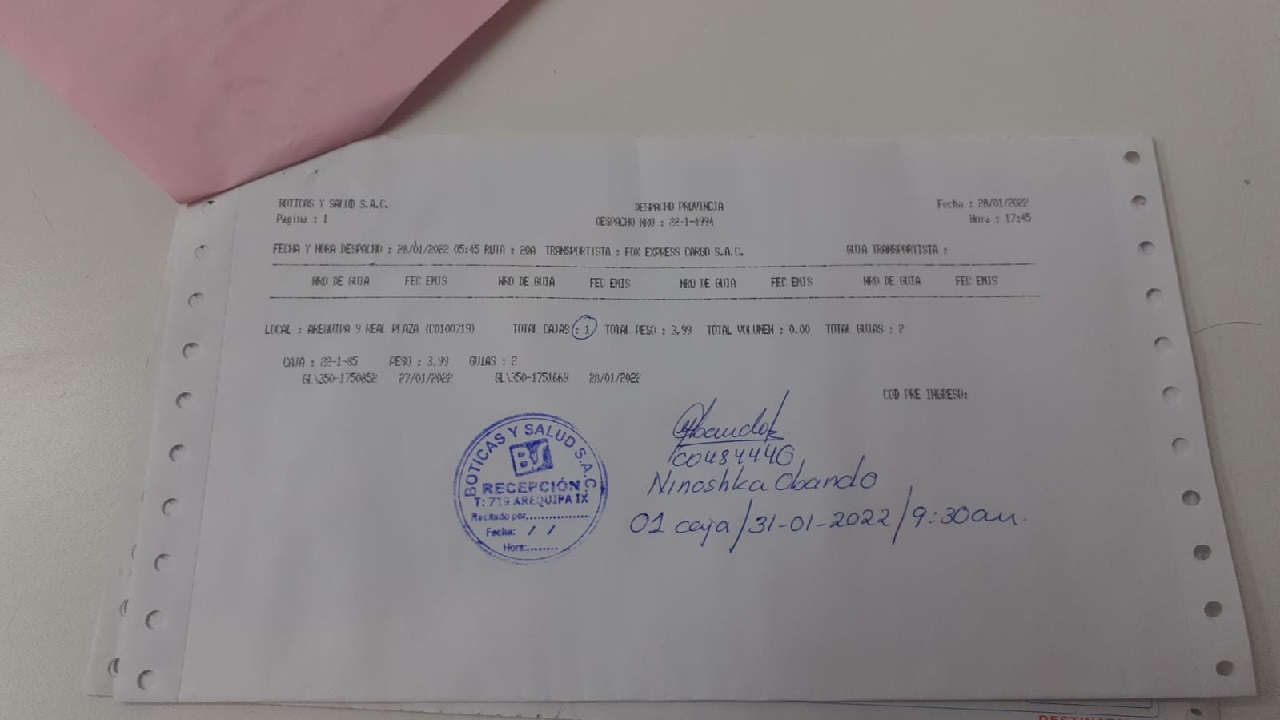 BOTICAS Y SALUD S.A.C. DESPACHO PROVINCIA Fecha : 28/01/2022
Pagina : 1 DESPACHO NRO : 22-1-4994 Hora : 17:45
FECHA Y HORA DESPACHO : 28/01/2022 05:45 RUTA : 20A TRANSPORTISTA : FOX EXPRESS CARGO S.A.C. GUIA TRANSPORTISTA :
NRO DE GUIA FEC EMIS NRO DE GUIA FEC EMIS NRO DE GUIA FEC EMIS NRO DE GUIA FEC EMIS
LOCAL : AREQUIPA 9 REAL PLAZA (C0100719) TOTAL CAJAS : 1 TOTAL PESO : 3.99 TOTAL VOLUMEN : 0.00 TOTAL GUIAS : 2
CAJA : 22-1-85 PESO : 3.99 GUIAS : 2
GL\350-1750852 27/01/2022 GL\350-1751669 28/01/2022
COD PRE INGRESO:
BOTICAS Y SALUD S.A.C.
BS
RECEPCIÓN
T: 719 AREQUIPA IX
Recibido por,...............
Fecha: / /
Hora:........
C0484440
Ninoshka Obando
01 caja / 31-01-2022 / 9:30am.